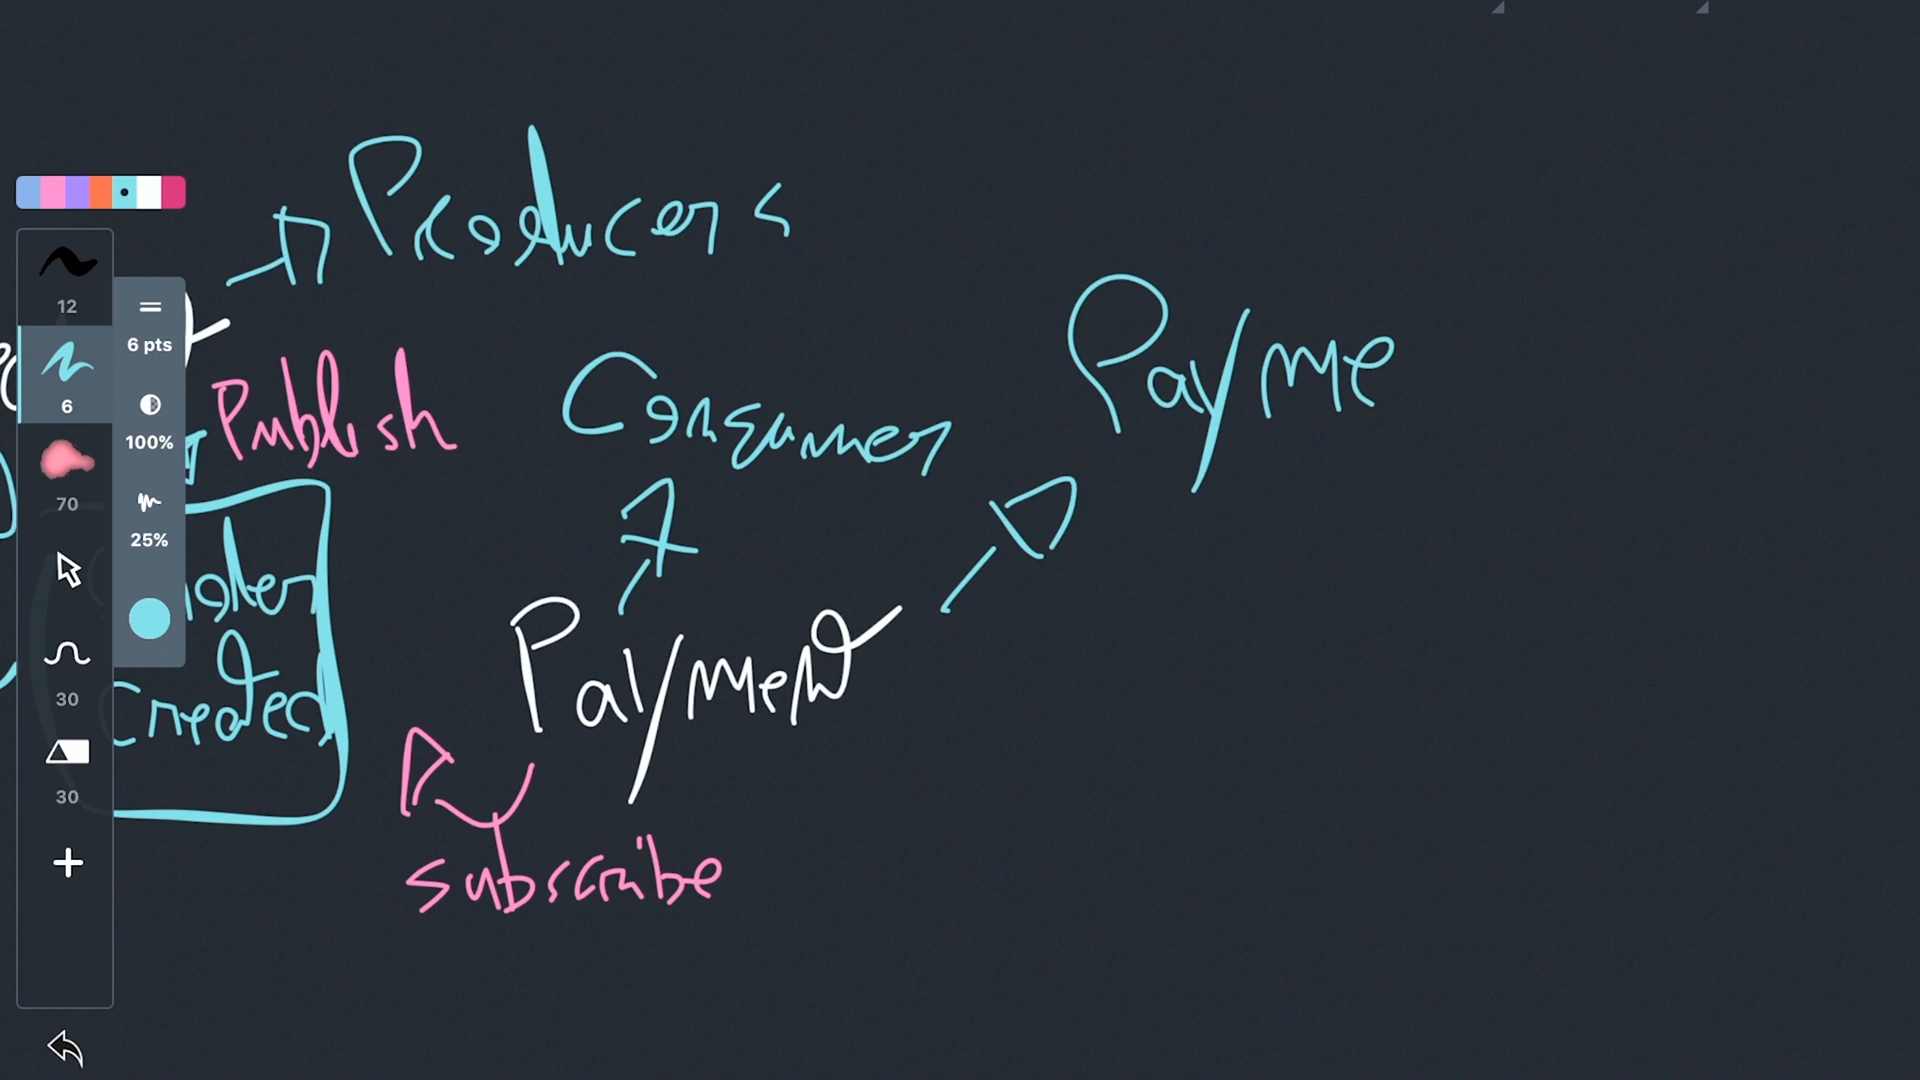 Producers
12
6 pts
Publish
6
Consumer
Payme
100%
70
25%
Created
Payment
30
30
subscribe